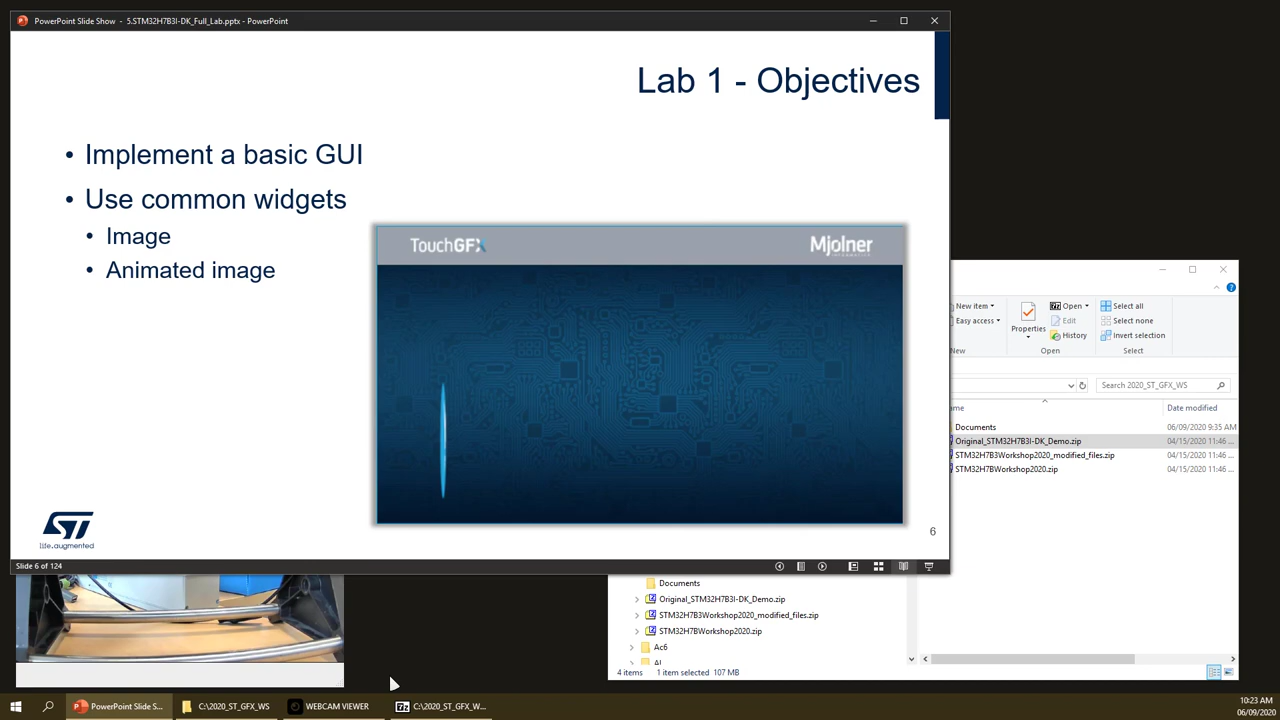 PowerPoint Slide Show - 5.STM32H7B3I-DK_Full_Lab.pptx - PowerPoint
Lab 1 - Objectives
• Implement a basic GUI
• Use common widgets
• Image
• Animated image
TouchGFX
Mjolner
INFORMATICS
ST
life.augmented
6
Slide 6 of 124
New item
Easy access
New
Properties
Open
Edit
History
Open
Select all
Select none
Invert selection
Select
Search 2020_ST_GFX_WS
me
Date modified
Documents
06/09/2020 9:35 AM
Original_STM32H7B3I-DK_Demo.zip
04/15/2020 11:46 ...
STM32H7B3Workshop2020_modified_files.zip
04/15/2020 11:46 ...
STM32H7BWorkshop2020.zip
04/15/2020 11:46 ...
Documents
Original_STM32H7B3I-DK_Demo.zip
STM32H7B3Workshop2020_modified_files.zip
STM32H7BWorkshop2020.zip
Ac6
4 items
1 item selected 107 MB
PowerPoint Slide S...
C:\2020_ST_GFX_WS
WEBCAM VIEWER
C:\2020_ST_GFX_W...
10:23 AM
06/09/2020